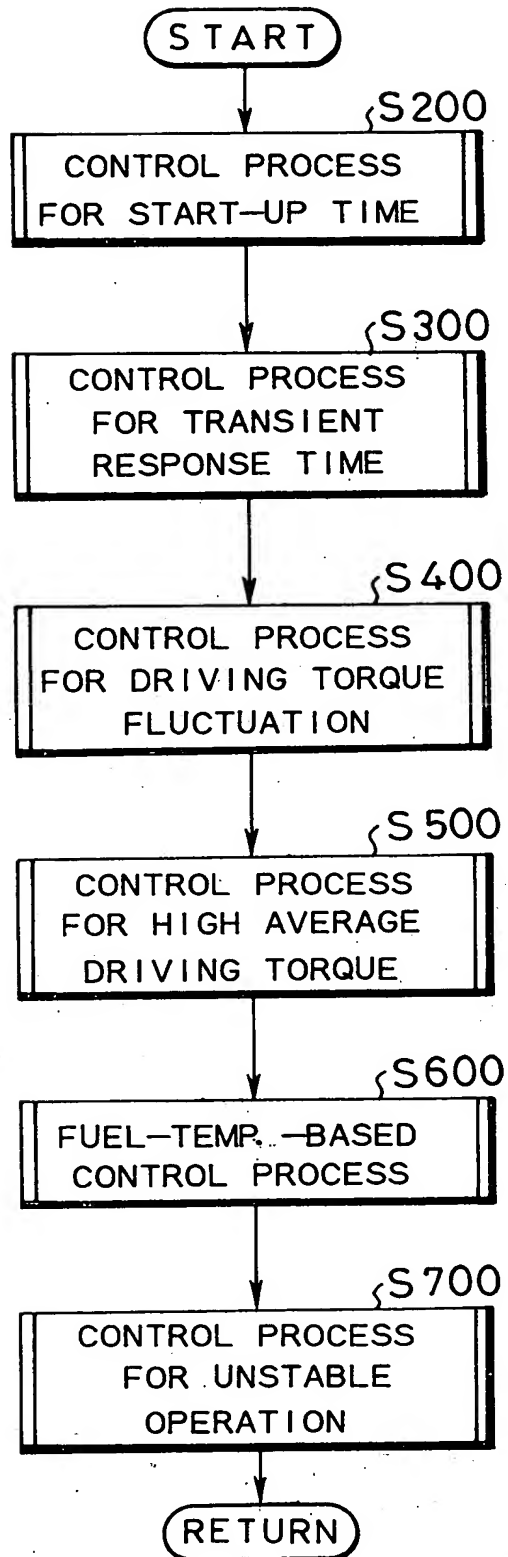 START
S200
CONTROL PROCESS
FOR START-UP TIME
S300
CONTROL PROCESS
FOR TRANSIENT
RESPONSE TIME
S400
CONTROL PROCESS
FOR DRIVING TORQUE
FLUCTUATION
S500
CONTROL PROCESS
FOR HIGH AVERAGE
DRIVING TORQUE
S600
FUEL-TEMP.-BASED
CONTROL PROCESS
S700
CONTROL PROCESS
FOR UNSTABLE
OPERATION
RETURN